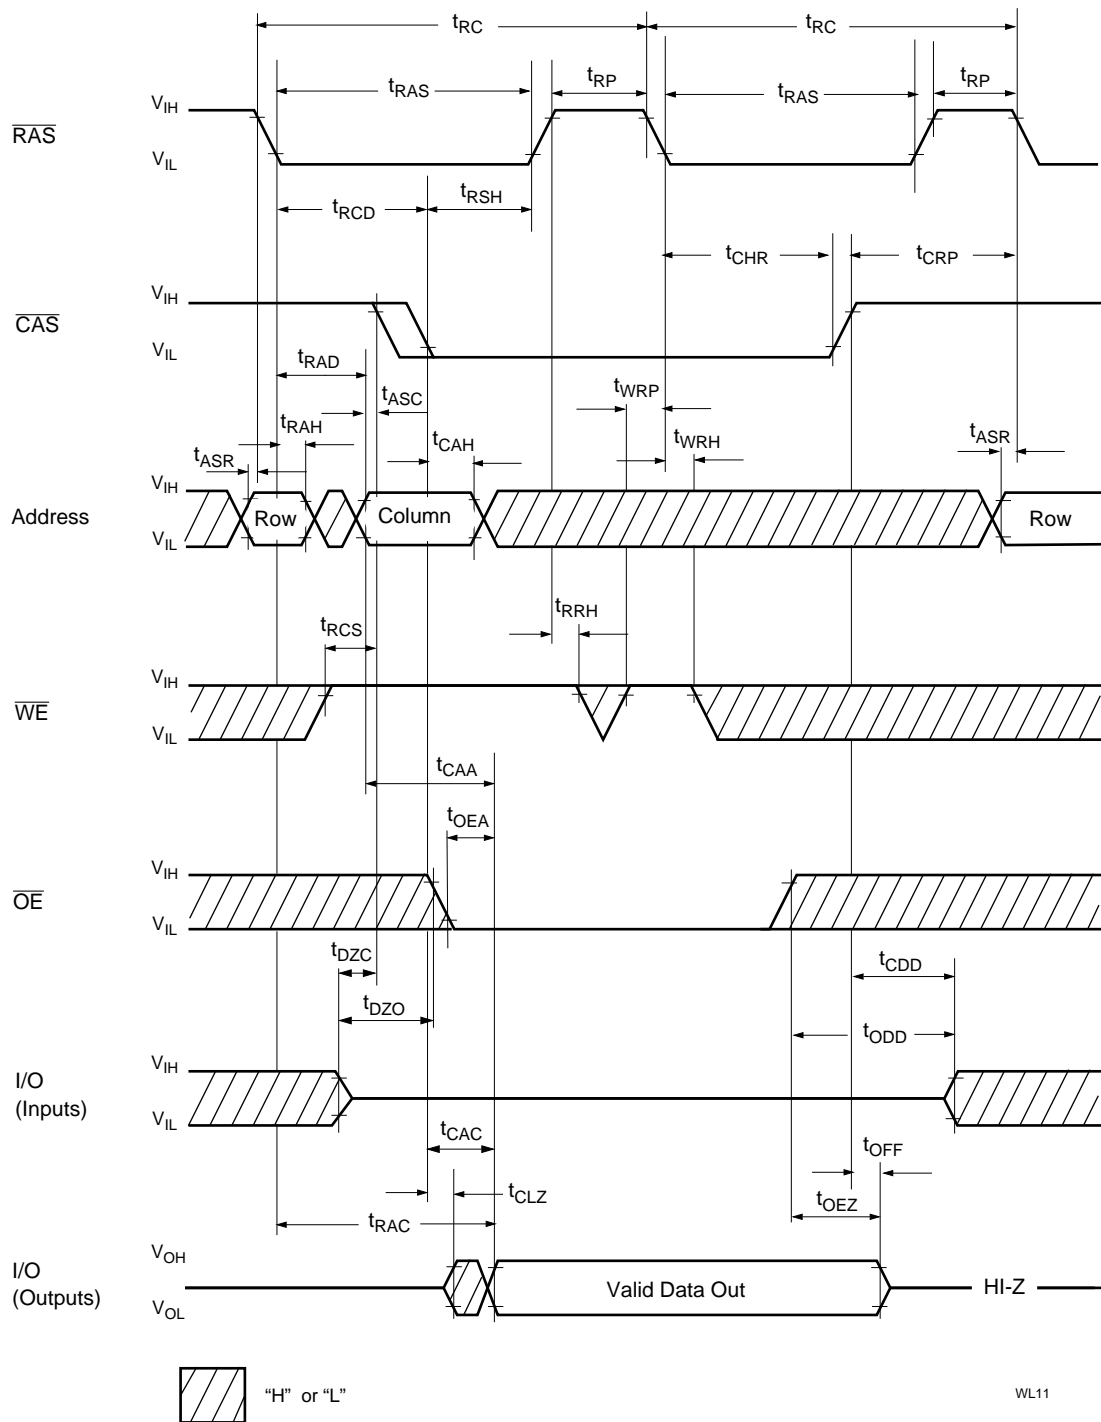 tRC tRC
tRAS tRP tRAS tRP
VIH
RAS
VIL
tRCD tRSH
tCHR tCRP
VIH
CAS
VIL
tRAD
tASC tWRP
tRAH tCAH tWRH
tASR tASR
VIH
Address Row Column Row
VIL
tRRH
tRCS
VIH
WE
VIL
tCAA
tOEA
VIH
OE
VIL
tDZC tCDD
tDZO tODD
VIH
I/O
(Inputs)
VIL
tCAC tOFF
tCLZ tOEZ
tRAC
VOH
I/O
(Outputs) Valid Data Out HI-Z
VOL
“H” or “L”
WL11